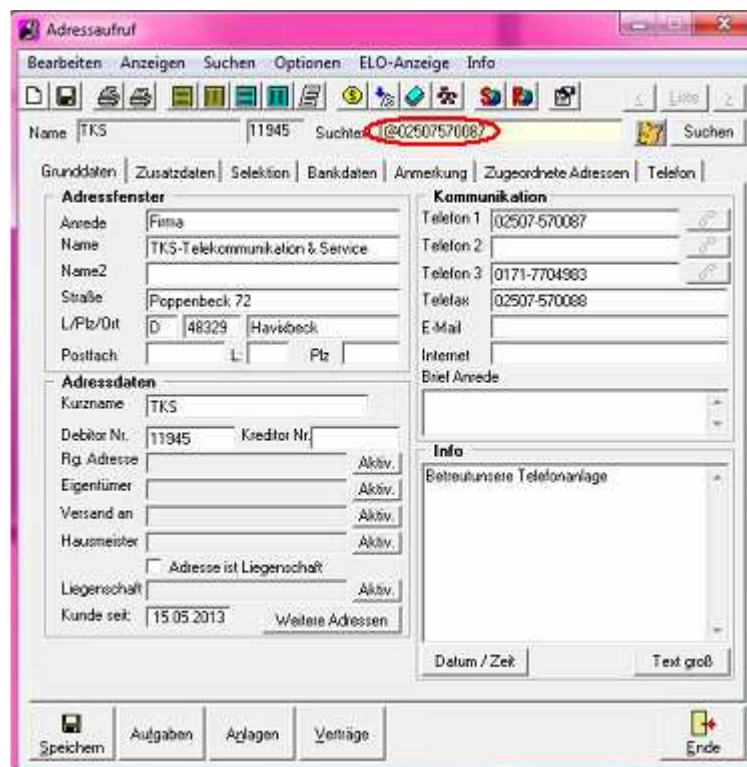 Adressaufruf
Bearbeiten Anzeigen Suchen Optionen ELO-Anzeige Info
< Liste >
Name TKS 11945 Suchtex @02507570087 Suchen
Grunddaten Zusatzdaten Selektion Bankdaten Anmerkung Zugeordnete Adressen Telefon
Adressfenster
Anrede Firma
Name TKS-Telekommunikation & Service
Name2
Straße Poppenbeck 72
L/Plz/Ort D 48329 Havixbeck
Postfach L: Plz
Adressdaten
Kurzname TKS
Debitor Nr. 11945 Kreditor Nr.
Rg. Adresse Aktiv.
Eigentümer Aktiv.
Versand an Aktiv.
Hausmeister Aktiv.
Adresse ist Liegenschaft
Liegenschaft Aktiv.
Kunde seit: 15.05.2013 Weitere Adressen
Kommunikation
Telefon 1 02507-570087
Telefon 2
Telefon 3 0171-7704983
Telefax 02507-570088
E-Mail
Internet
Brief Anrede
Info
Betreutunsere Telefonanlage
Datum / Zeit Text groß
Speichern Aufgaben Anlagen Verträge Ende